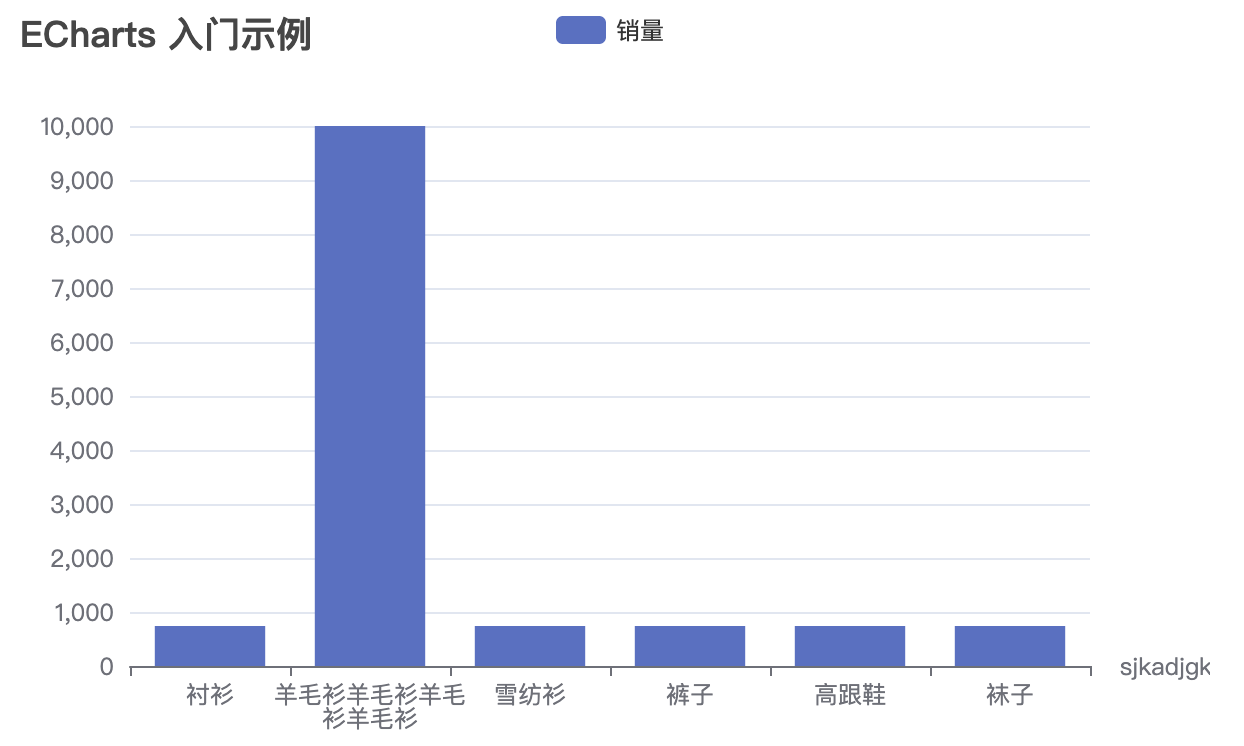 ECharts 入门示例
销量
10,000
9,000
8,000
7,000
6,000
5,000
4,000
3,000
2,000
1,000
0
sjkadjgk
衬衫
羊毛衫羊毛衫羊毛
衫羊毛衫
雪纺衫
裤子
高跟鞋
袜子